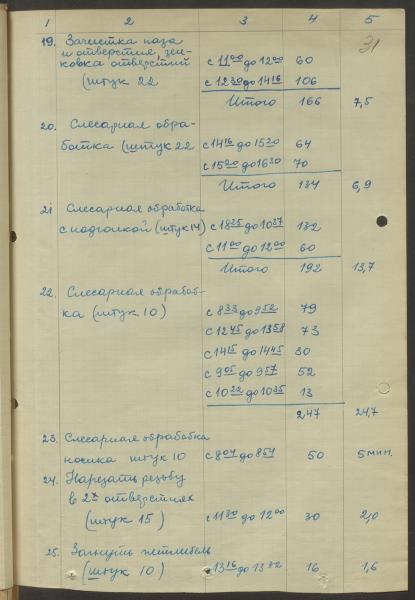 1 2 3 4 5
31
19. Зачистка паза
и отверстия, зен-
ковка отверстий с 11⁰⁰ до 12⁰⁰ 60
(штук 22 с 12³⁰ до 14¹⁶ 106
Итого 166 7,5
20. Слесарная обра-
ботка (штук 22 с 14¹⁶ до 15²⁰ 64
с 15²⁰ до 16³⁰ 70
Итого 134 6,9
21 Слесарная обработка
с подгонкой (штук 14) с 18²⁵ до 10³⁷ 132
с 11⁰⁰ до 12⁰⁰ 60
Итого 192 13,7
22. Слесарная обработ-
ка (штук 10) с 8³³ до 9⁵² 79
с 12⁴⁵ до 13⁵⁸ 73
с 14¹⁵ до 14⁴⁵ 30
с 9⁰⁵ до 9⁵⁷ 52
с 10²² до 10³⁵ 13
247 24,7
23. Слесарная обработка
носика штук 10 с 8⁰⁴ до 8⁵⁴ 50 5 мин.
24. Нарезать резьбу
в 2ˣ отверстиях
(штук 15) с 11³⁰ до 12⁰⁰ 30 2,0
25. Загнуть
(штук 10) с 13¹⁶ до 13³² 16 1,6